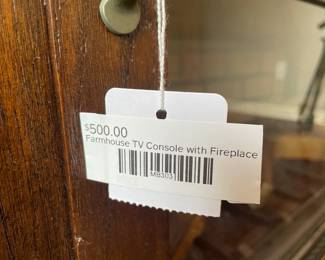 $500.00
Farmhouse TV Console with Fireplace
MB303